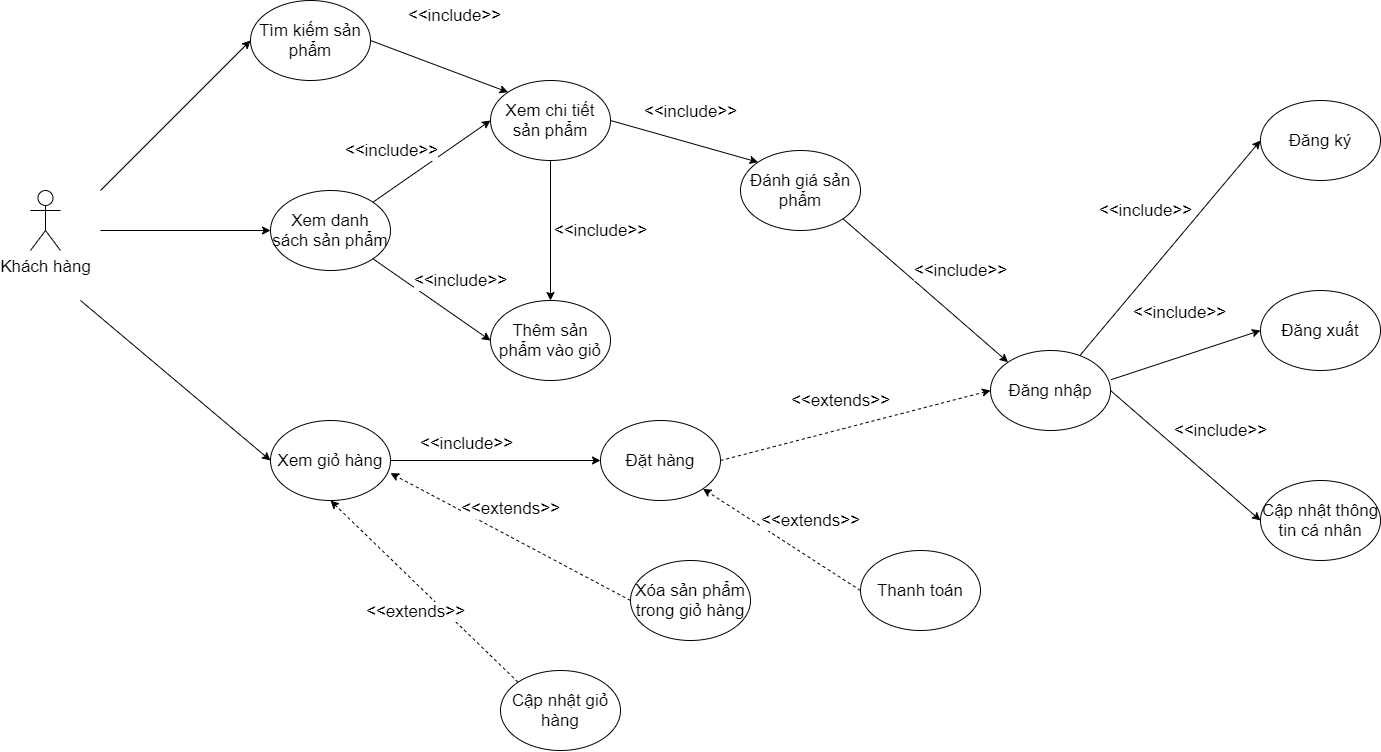 <<include>>
Tìm kiếm sản
phẩm
Xem chi tiết
sản phẩm
<<include>>
<<include>>
Đánh giá sản
phẩm
Đăng ký
<<include>>
Xem danh
sách sản phẩm
<<include>>
Khách hàng
<<include>>
<<include>>
<<include>>
Thêm sản
phẩm vào giỏ
Đăng xuất
Đăng nhập
<<extends>>
<<include>>
<<include>>
Xem giỏ hàng
Đặt hàng
<<extends>>
<<extends>>
Cập nhật thông
tin cá nhân
Xóa sản phẩm
trong giỏ hàng
Thanh toán
<<extends>>
Cập nhật giỏ
hàng